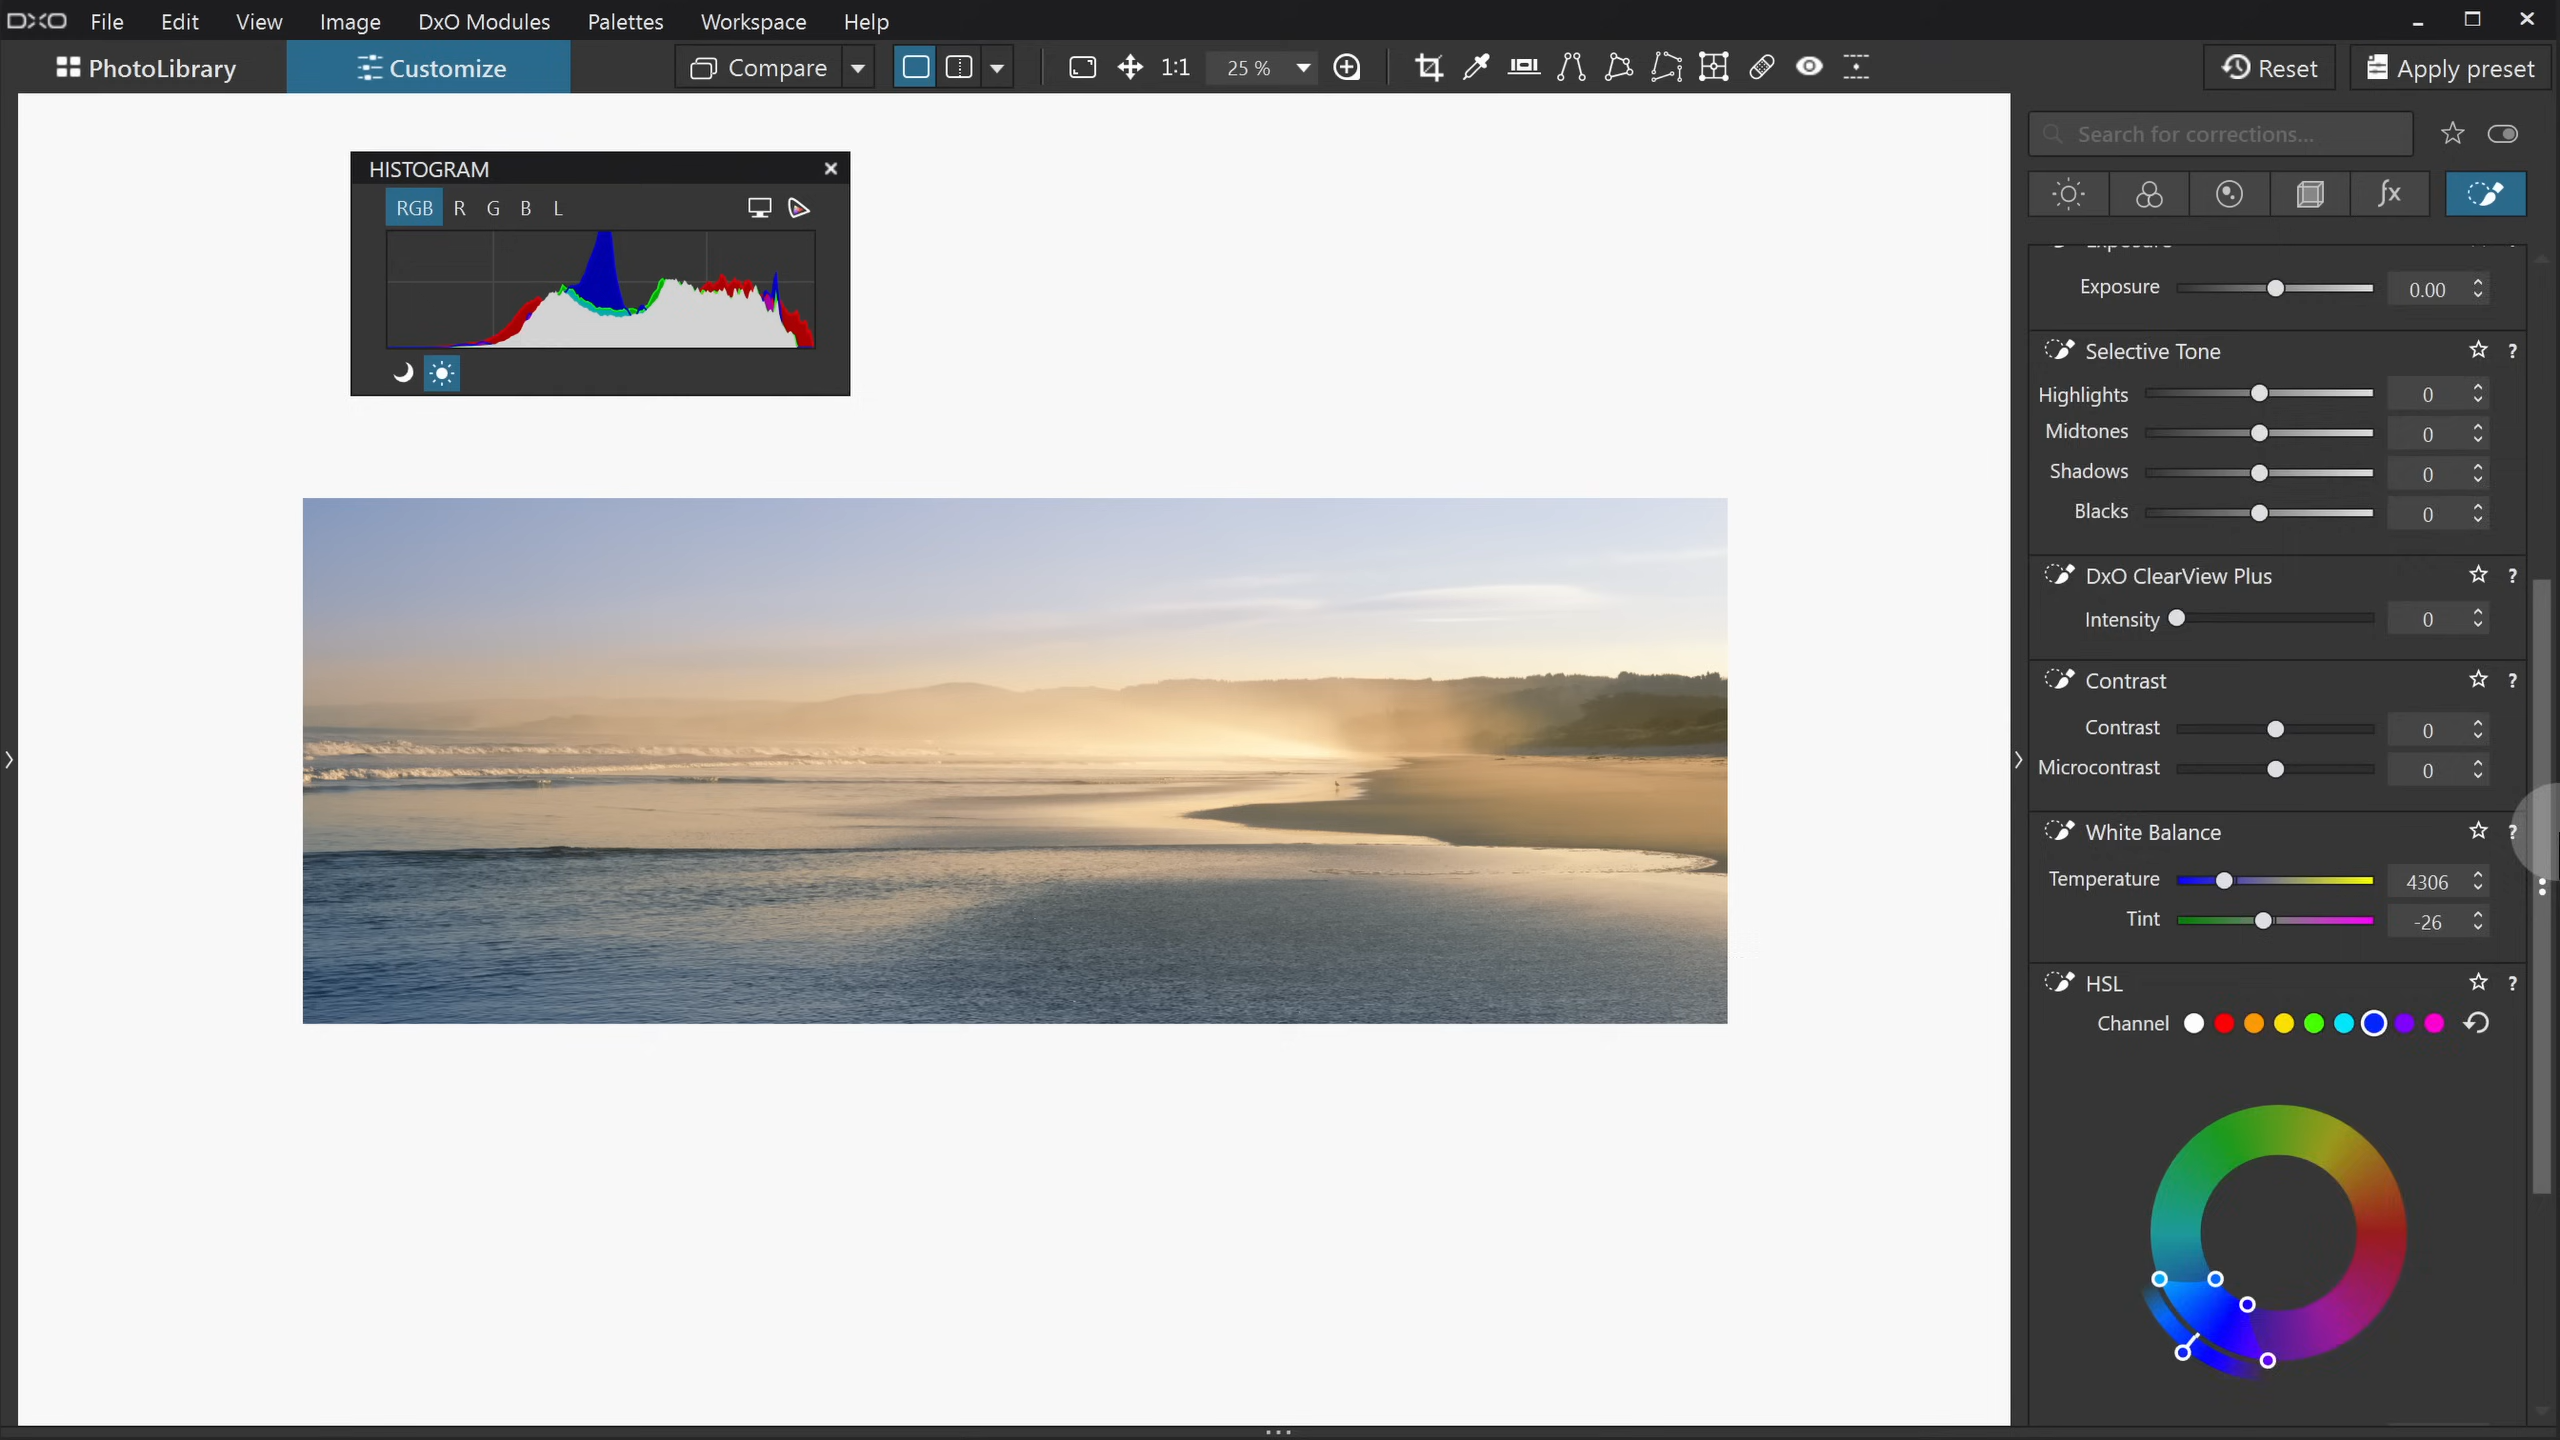 DXO File Edit View Image DxO Modules Palettes Workspace Help
PhotoLibrary Customize Compare 1:1 25 % Reset Apply preset
Search for corrections...
HISTOGRAM
RGB R G B L
fx
Exposure
Exposure 0.00
Selective Tone ?
Highlights 0
Midtones 0
Shadows 0
Blacks 0
DxO ClearView Plus ?
Intensity 0
Contrast ?
Contrast 0
Microcontrast 0
White Balance ?
Temperature 4306
Tint -26
HSL ?
Channel